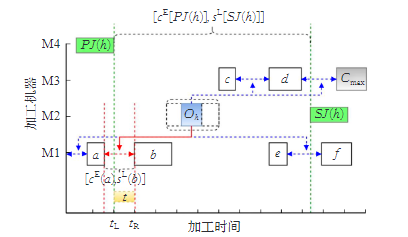 [c^E[PJ(h)], s^L[SJ(h)]]
M4 PJ(h)
M3 c d C_max
M2 O_h SJ(h)
M1 a b e f
[c^E(a), s^L(b)]
t
t_L t_R 加工时间
加工机器